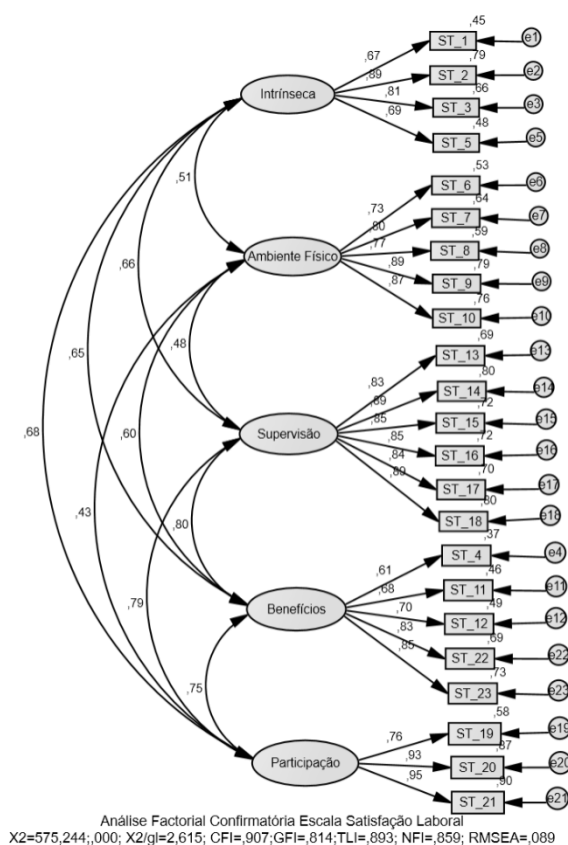 ,45
,67
ST_1
e1
,79
,89
ST_2
e2
,66
,81
ST_3
e3
,48
,69
ST_5
e5
Intrínseca
,53
,73
ST_6
e6
,64
,80
ST_7
e7
,59
,77
ST_8
e8
,79
,89
ST_9
e9
,76
,87
ST_10
e10
Ambiente Físico
,69
,83
ST_13
e13
,80
,89
ST_14
e14
,72
,85
ST_15
e15
,72
,85
ST_16
e16
,70
,84
ST_17
e17
,80
,89
ST_18
e18
Supervisão
,37
,61
ST_4
e4
,46
,68
ST_11
e11
,49
,70
ST_12
e12
,69
,83
ST_22
e22
,73
,85
ST_23
e23
Benefícios
,58
,76
ST_19
e19
,87
,93
ST_20
e20
,90
,95
ST_21
e21
Participação
,51
,66
,48
,65
,68
,60
,43
,80
,79
,75
Análise Factorial Confirmatória Escala Satisfação Laboral
X2=575,244;,000; X2/gl=2,615; CFI=,907;GFI=,814;TLI=,893; NFI=,859; RMSEA=,089